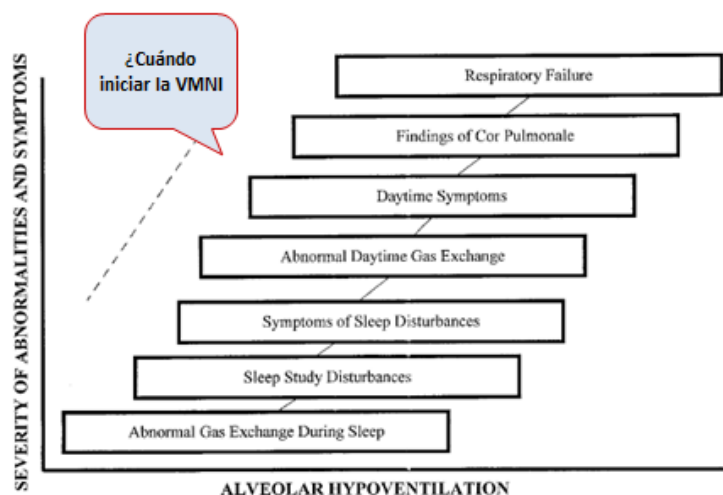 ¿Cuándo
iniciar la VMNI
Respiratory Failure
Findings of Cor Pulmonale
Daytime Symptoms
Abnormal Daytime Gas Exchange
Symptoms of Sleep Disturbances
Sleep Study Disturbances
Abnormal Gas Exchange During Sleep
SEVERITY OF ABNORMALITIES AND SYMPTOMS
ALVEOLAR HYPOVENTILATION